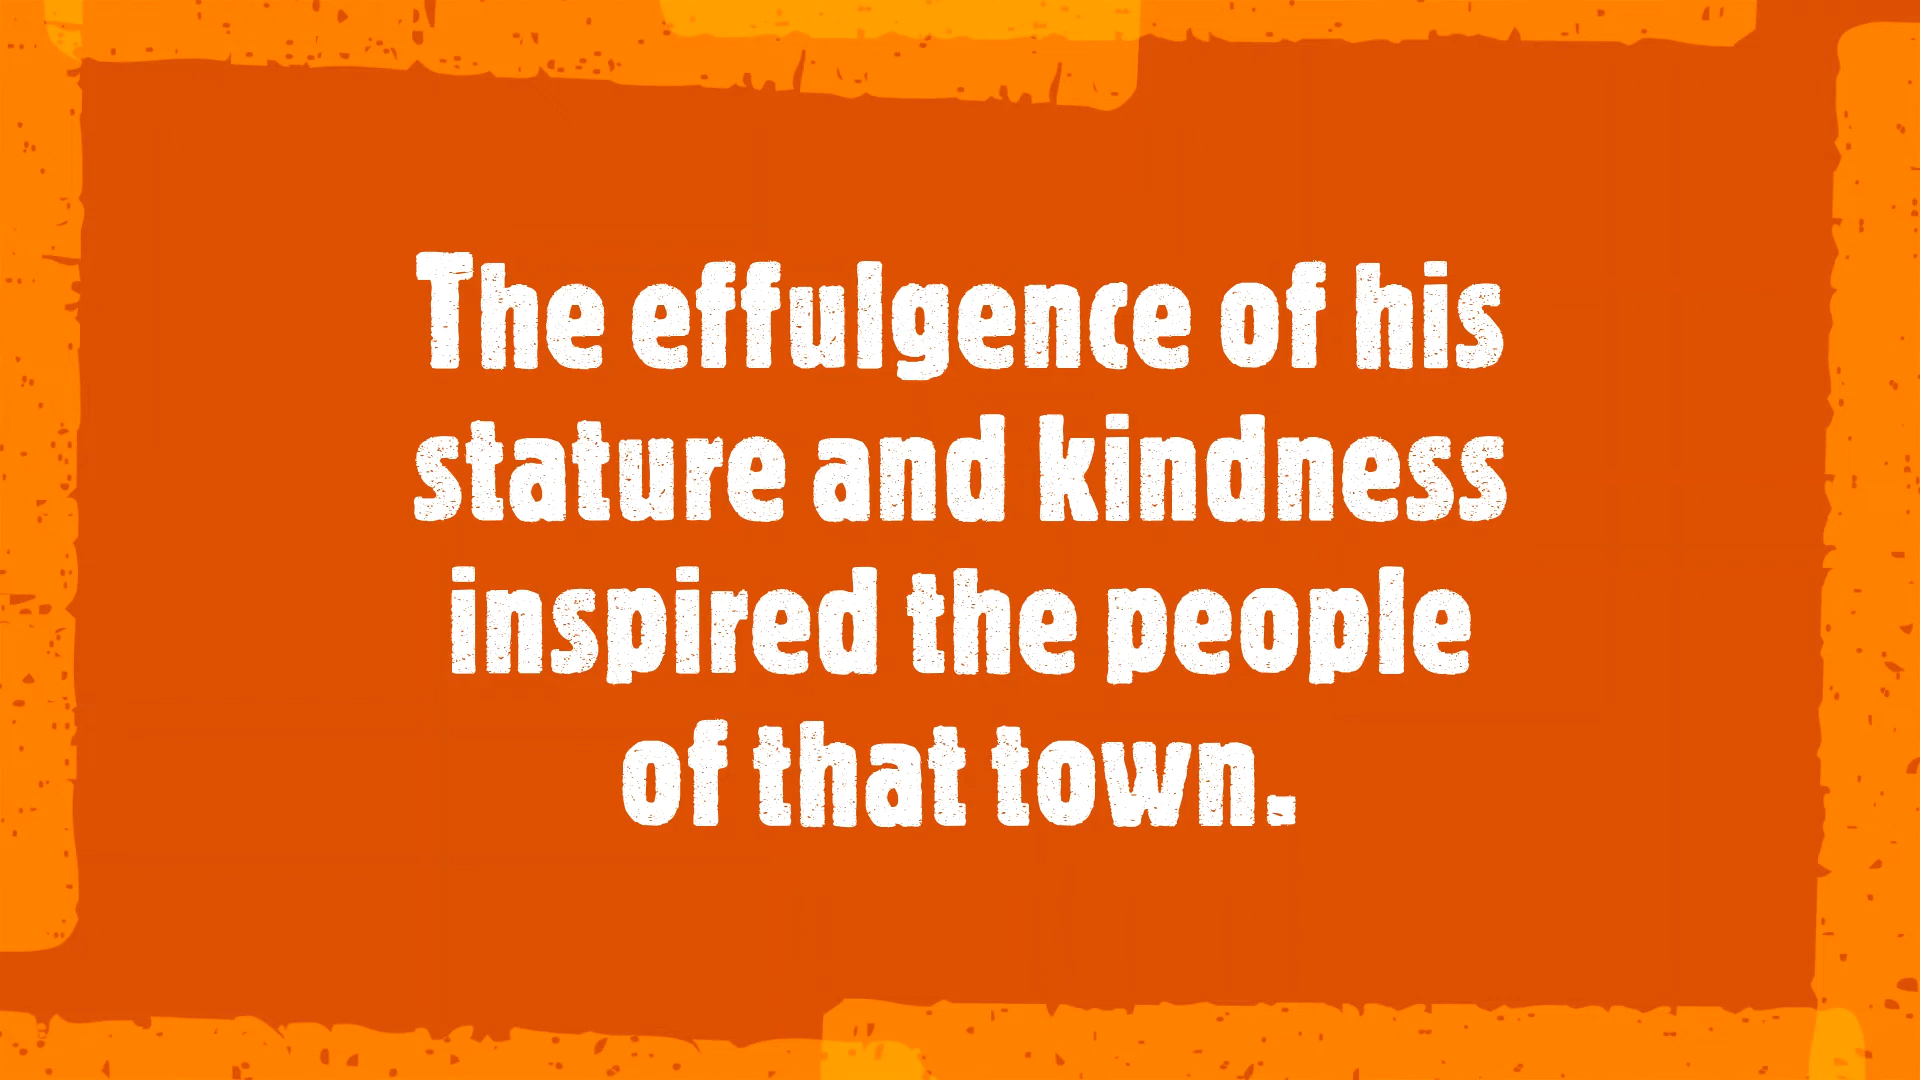 The effulgence of his
stature and kindness
inspired the people
of that town.